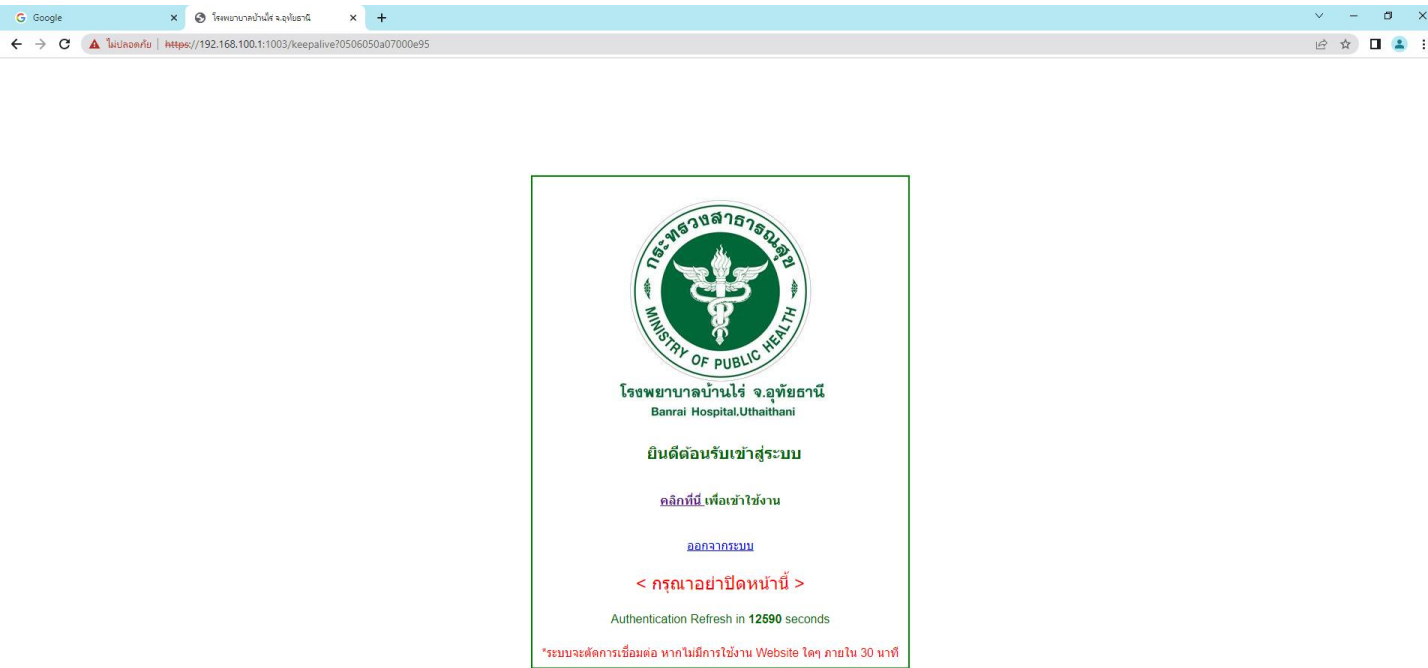 Google
โรงพยาบาลบ้านไร่ จ.อุทัยธานี
ไม่ปลอดภัย | https://192.168.100.1:1003/keepalive?0506050a07000e95
กระทรวงสาธารณสุข
MINISTRY OF PUBLIC HEALTH
โรงพยาบาลบ้านไร่ จ.อุทัยธานี
Banrai Hospital,Uthaithani
ยินดีต้อนรับเข้าสู่ระบบ
คลิกที่นี่ เพื่อเข้าใช้งาน
ออกจากระบบ
< กรุณาอย่าปิดหน้านี้ >
Authentication Refresh in 12590 seconds
*ระบบจะตัดการเชื่อมต่อ หากไม่มีการใช้งาน Website ใดๆ ภายใน 30 นาที